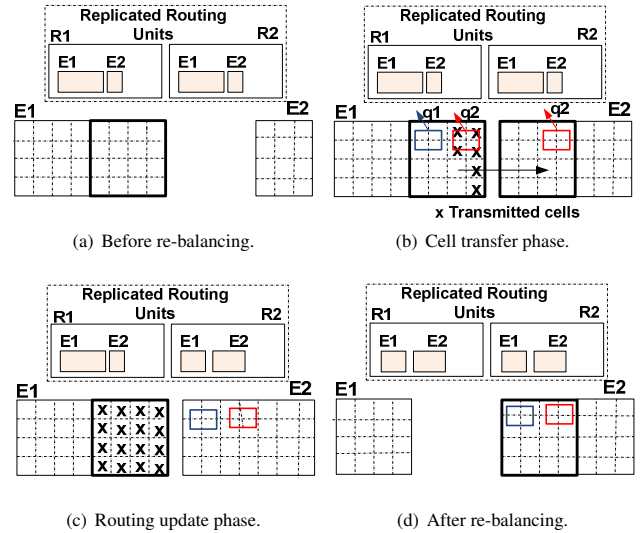 Replicated Routing
R1 Units R2
E1 E2 E1 E2
E1 E2
(a) Before re-balancing.
Replicated Routing
R1 Units R2
E1 E2 E1 E2
E1 q1 q2 q2 E2
x x
x x
x
x
x Transmitted cells
(b) Cell transfer phase.
Replicated Routing
R1 Units R2
E1 E2 E1 E2
E1 E2
x x x x
x x x x
x x x x
x x x x
(c) Routing update phase.
Replicated Routing
R1 Units R2
E1 E2 E1 E2
E1 E2
(d) After re-balancing.